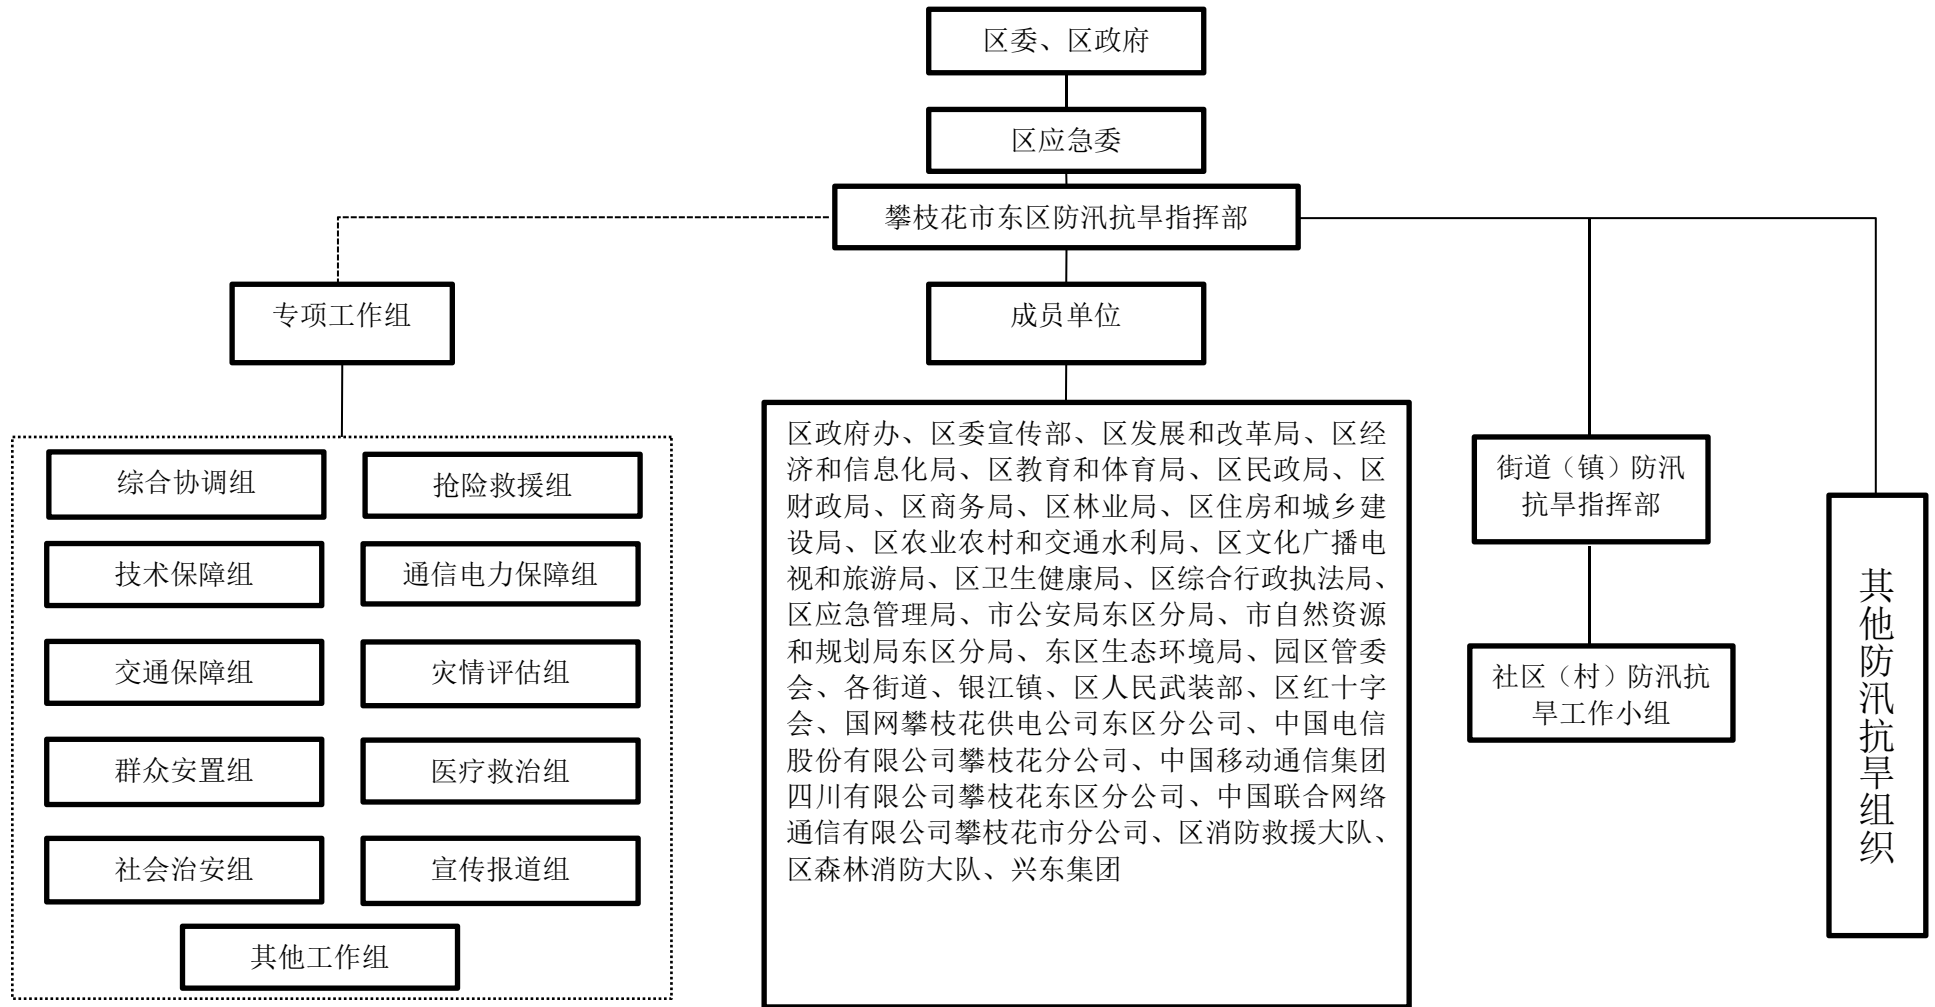 区委、区政府
区应急委
攀枝花市东区防汛抗旱指挥部
专项工作组
成员单位
综合协调组
抢险救援组
技术保障组
通信电力保障组
交通保障组
灾情评估组
群众安置组
医疗救治组
社会治安组
宣传报道组
其他工作组
区政府办、区委宣传部、区发展和改革局、区经
济和信息化局、区教育和体育局、区民政局、区
财政局、区商务局、区林业局、区住房和城乡建
设局、区农业农村和交通水利局、区文化广播电
视和旅游局、区卫生健康局、区综合行政执法局、
区应急管理局、市公安局东区分局、市自然资源
和规划局东区分局、东区生态环境局、园区管委
会、各街道、银江镇、区人民武装部、区红十字
会、国网攀枝花供电公司东区分公司、中国电信
股份有限公司攀枝花分公司、中国移动通信集团
四川有限公司攀枝花东区分公司、中国联合网络
通信有限公司攀枝花市分公司、区消防救援大队、
区森林消防大队、兴东集团
街道（镇）防汛
抗旱指挥部
社区（村）防汛抗
旱工作小组
其他防汛抗旱组织